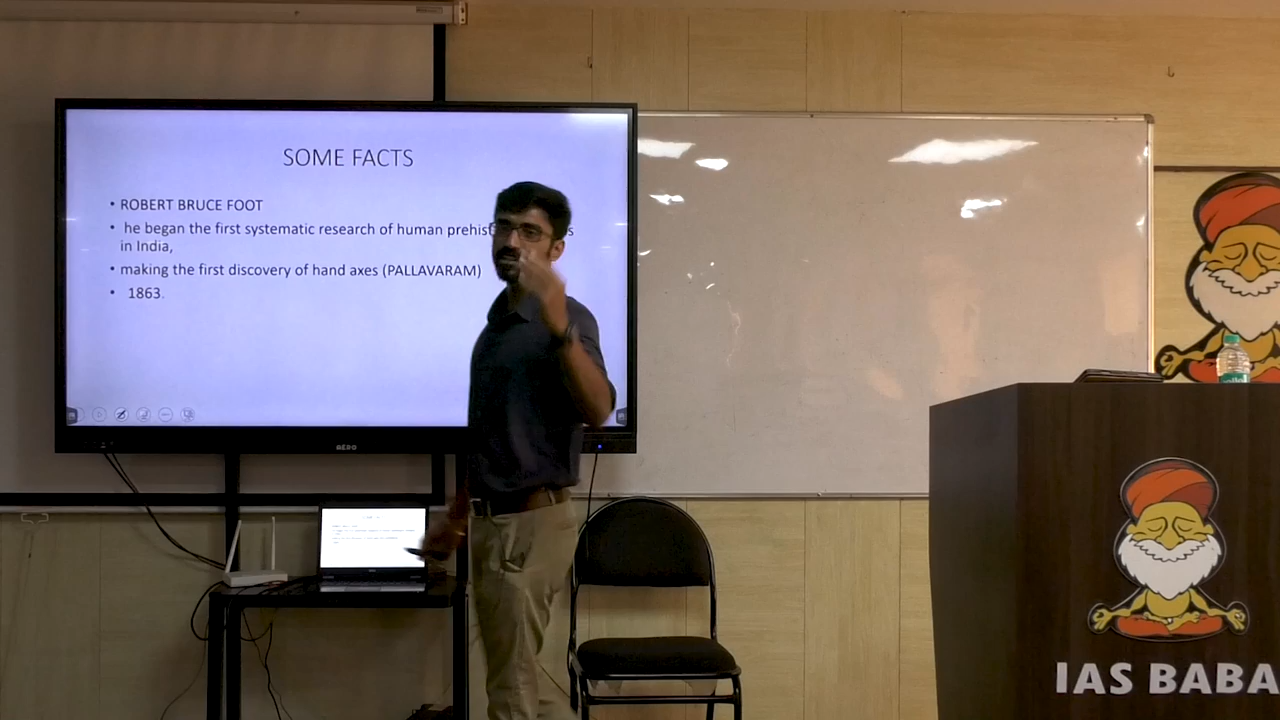 SOME FACTS
• ROBERT BRUCE FOOT
• he began the first systematic research of human
in India,
• making the first discovery of hand axes (PALLAVARAM)
• 1863.
IAS BABA